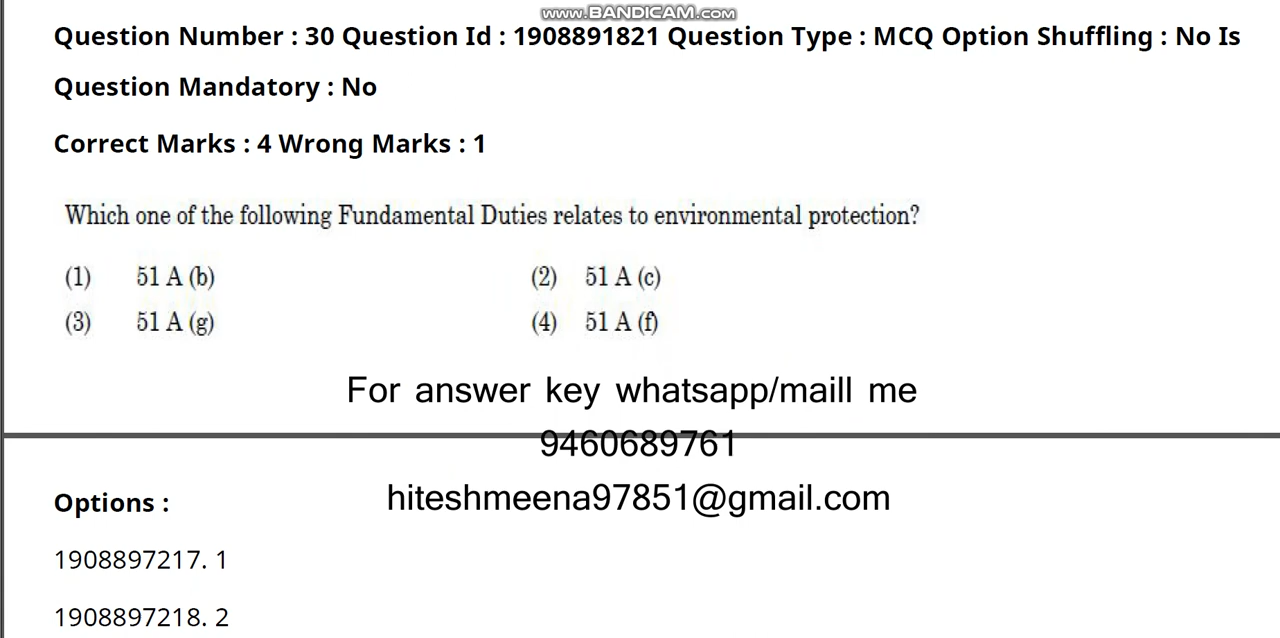 www.BANDICAM.com
Question Number : 30 Question Id : 1908891821 Question Type : MCQ Option Shuffling : No Is
Question Mandatory : No
Correct Marks : 4 Wrong Marks : 1
Which one of the following Fundamental Duties relates to environmental protection?
(1) 51 A (b) (2) 51 A (c)
(3) 51 A (g) (4) 51 A (f)
For answer key whatsapp/maill me
9460689761
hiteshmeena97851@gmail.com
Options :
1908897217. 1
1908897218. 2